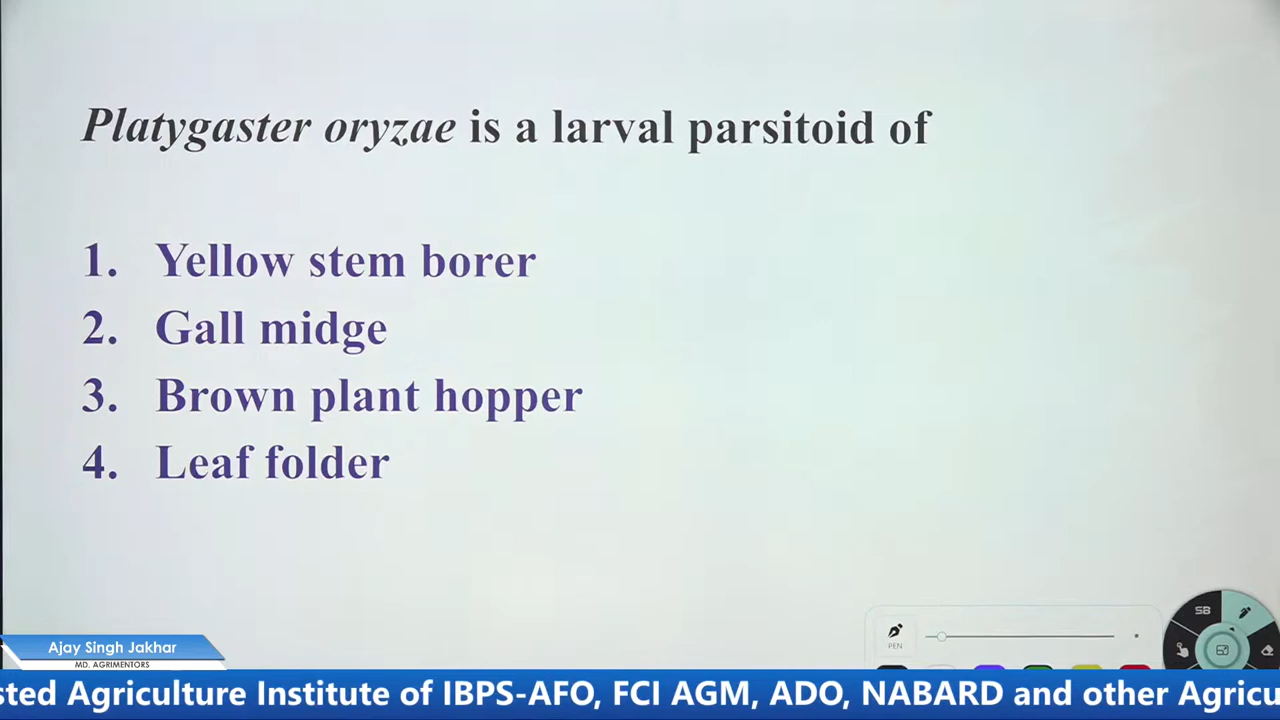 Platygaster oryzae is a larval parsitoid of
1. Yellow stem borer
2. Gall midge
3. Brown plant hopper
4. Leaf folder
SB
PEN
Ajay Singh Jakhar
MD. AGRIMENTORS
sted Agriculture Institute of IBPS-AFO, FCI AGM, ADO, NABARD and other Agricu